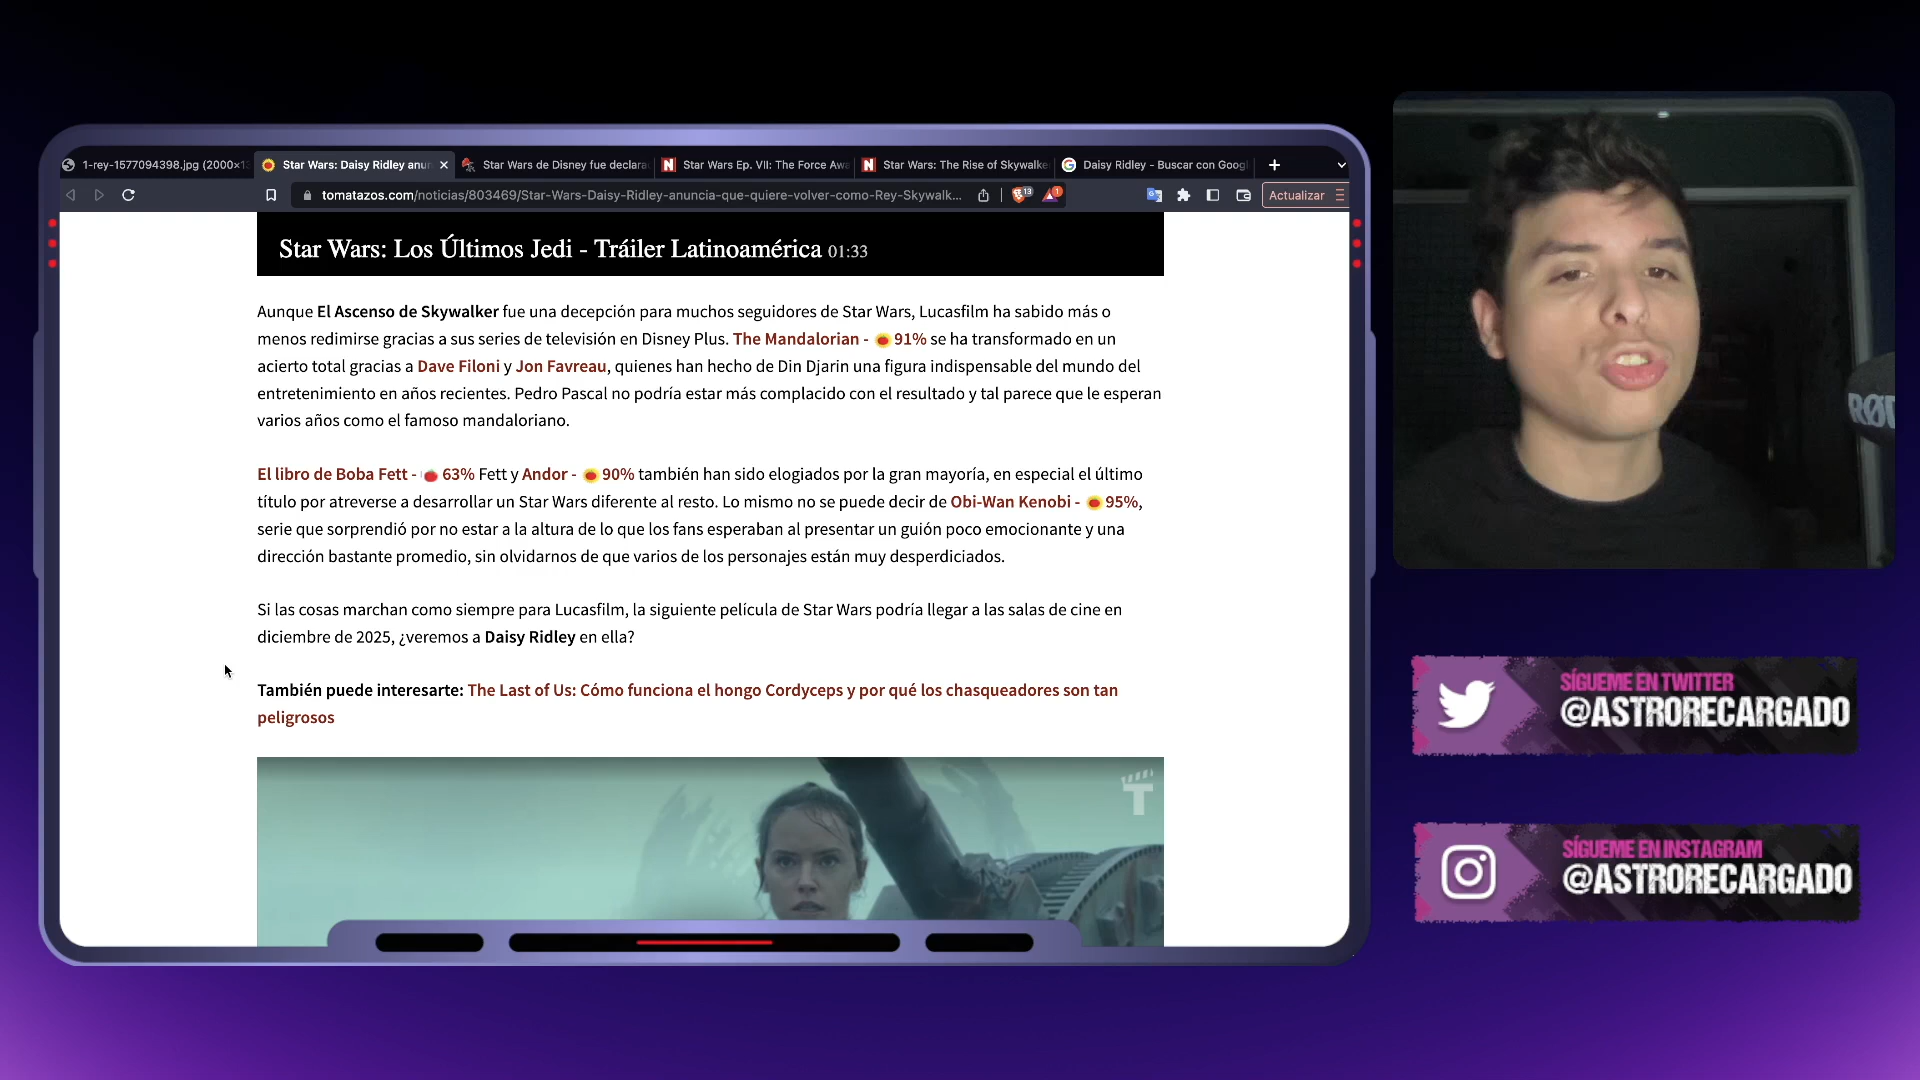 1-rey-1577094398.jpg (2000×13
Star Wars: Daisy Ridley anun
Star Wars de Disney fue declara
Star Wars Ep. VII: The Force Aw
Star Wars: The Rise of Skywalke
Daisy Ridley - Buscar con Googl
tomatazos.com/noticias/803469/Star-Wars-Daisy-Ridley-anuncia-que-quiere-volver-como-Rey-Skywalk...
13
1
Actualizar
Star Wars: Los Últimos Jedi - Tráiler Latinoamérica 01:33
Aunque El Ascenso de Skywalker fue una decepción para muchos seguidores de Star Wars, Lucasfilm ha sabido más o
menos redimirse gracias a sus series de televisión en Disney Plus. The Mandalorian - 91% se ha transformado en un
acierto total gracias a Dave Filoni y Jon Favreau, quienes han hecho de Din Djarin una figura indispensable del mundo del
entretenimiento en años recientes. Pedro Pascal no podría estar más complacido con el resultado y tal parece que le esperan
varios años como el famoso mandaloriano.
El libro de Boba Fett - 63% Fett y Andor - 90% también han sido elogiados por la gran mayoría, en especial el último
título por atreverse a desarrollar un Star Wars diferente al resto. Lo mismo no se puede decir de Obi-Wan Kenobi - 95%,
serie que sorprendió por no estar a la altura de lo que los fans esperaban al presentar un guión poco emocionante y una
dirección bastante promedio, sin olvidarnos de que varios de los personajes están muy desperdiciados.
Si las cosas marchan como siempre para Lucasfilm, la siguiente película de Star Wars podría llegar a las salas de cine en
diciembre de 2025, ¿veremos a Daisy Ridley en ella?
También puede interesarte: The Last of Us: Cómo funciona el hongo Cordyceps y por qué los chasqueadores son tan
peligrosos
T
RØD
SÍGUEME EN TWITTER
@ASTRORECARGADO
SÍGUEME EN INSTAGRAM
@ASTRORECARGADO